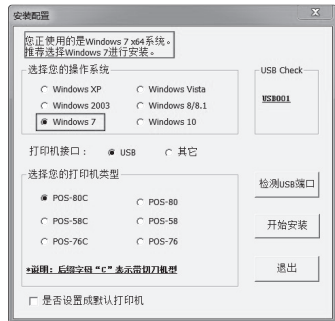 安装配置
您正使用的是Windows 7 x64系统。
推荐选择Windows 7进行安装。
选择您的操作系统
Windows XP
Windows Vista
Windows 2003
Windows 8/8.1
Windows 7
Windows 10
USB Check
USB001
打印机接口： USB 其它
选择您的打印机类型
POS-80C
POS-80
POS-58C
POS-58
POS-76C
POS-76
*说明：后缀字母“C”表示带切刀机型
是否设置成默认打印机
检测USB端口
开始安装
退出